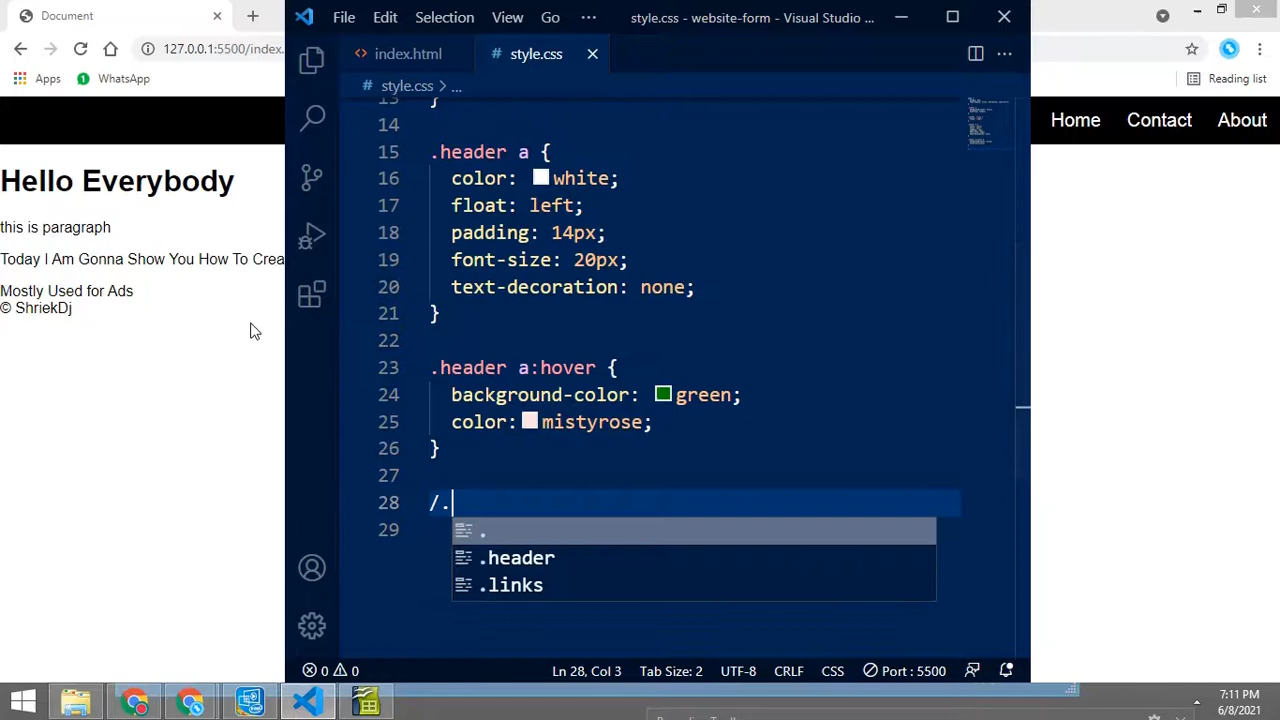 Document
File Edit Selection View Go ···
style.css - website-form - Visual Studio ...
127.0.0.1:5500/index.
index.html
# style.css
Apps
WhatsApp
Reading list
# style.css > ...
Home Contact About
13 }
14
15 .header a {
16 color: white;
17 float: left;
18 padding: 14px;
19 font-size: 20px;
20 text-decoration: none;
21 }
22
23 .header a:hover {
24 background-color: green;
25 color: mistyrose;
26 }
27
28 /.
29
.
.header
.links
Hello Everybody
this is paragraph
Today I Am Gonna Show You How To Crea
Mostly Used for Ads
© ShriekDj
0 0
Ln 28, Col 3 Tab Size: 2 UTF-8 CRLF CSS Port : 5500
7:11 PM
6/8/2021